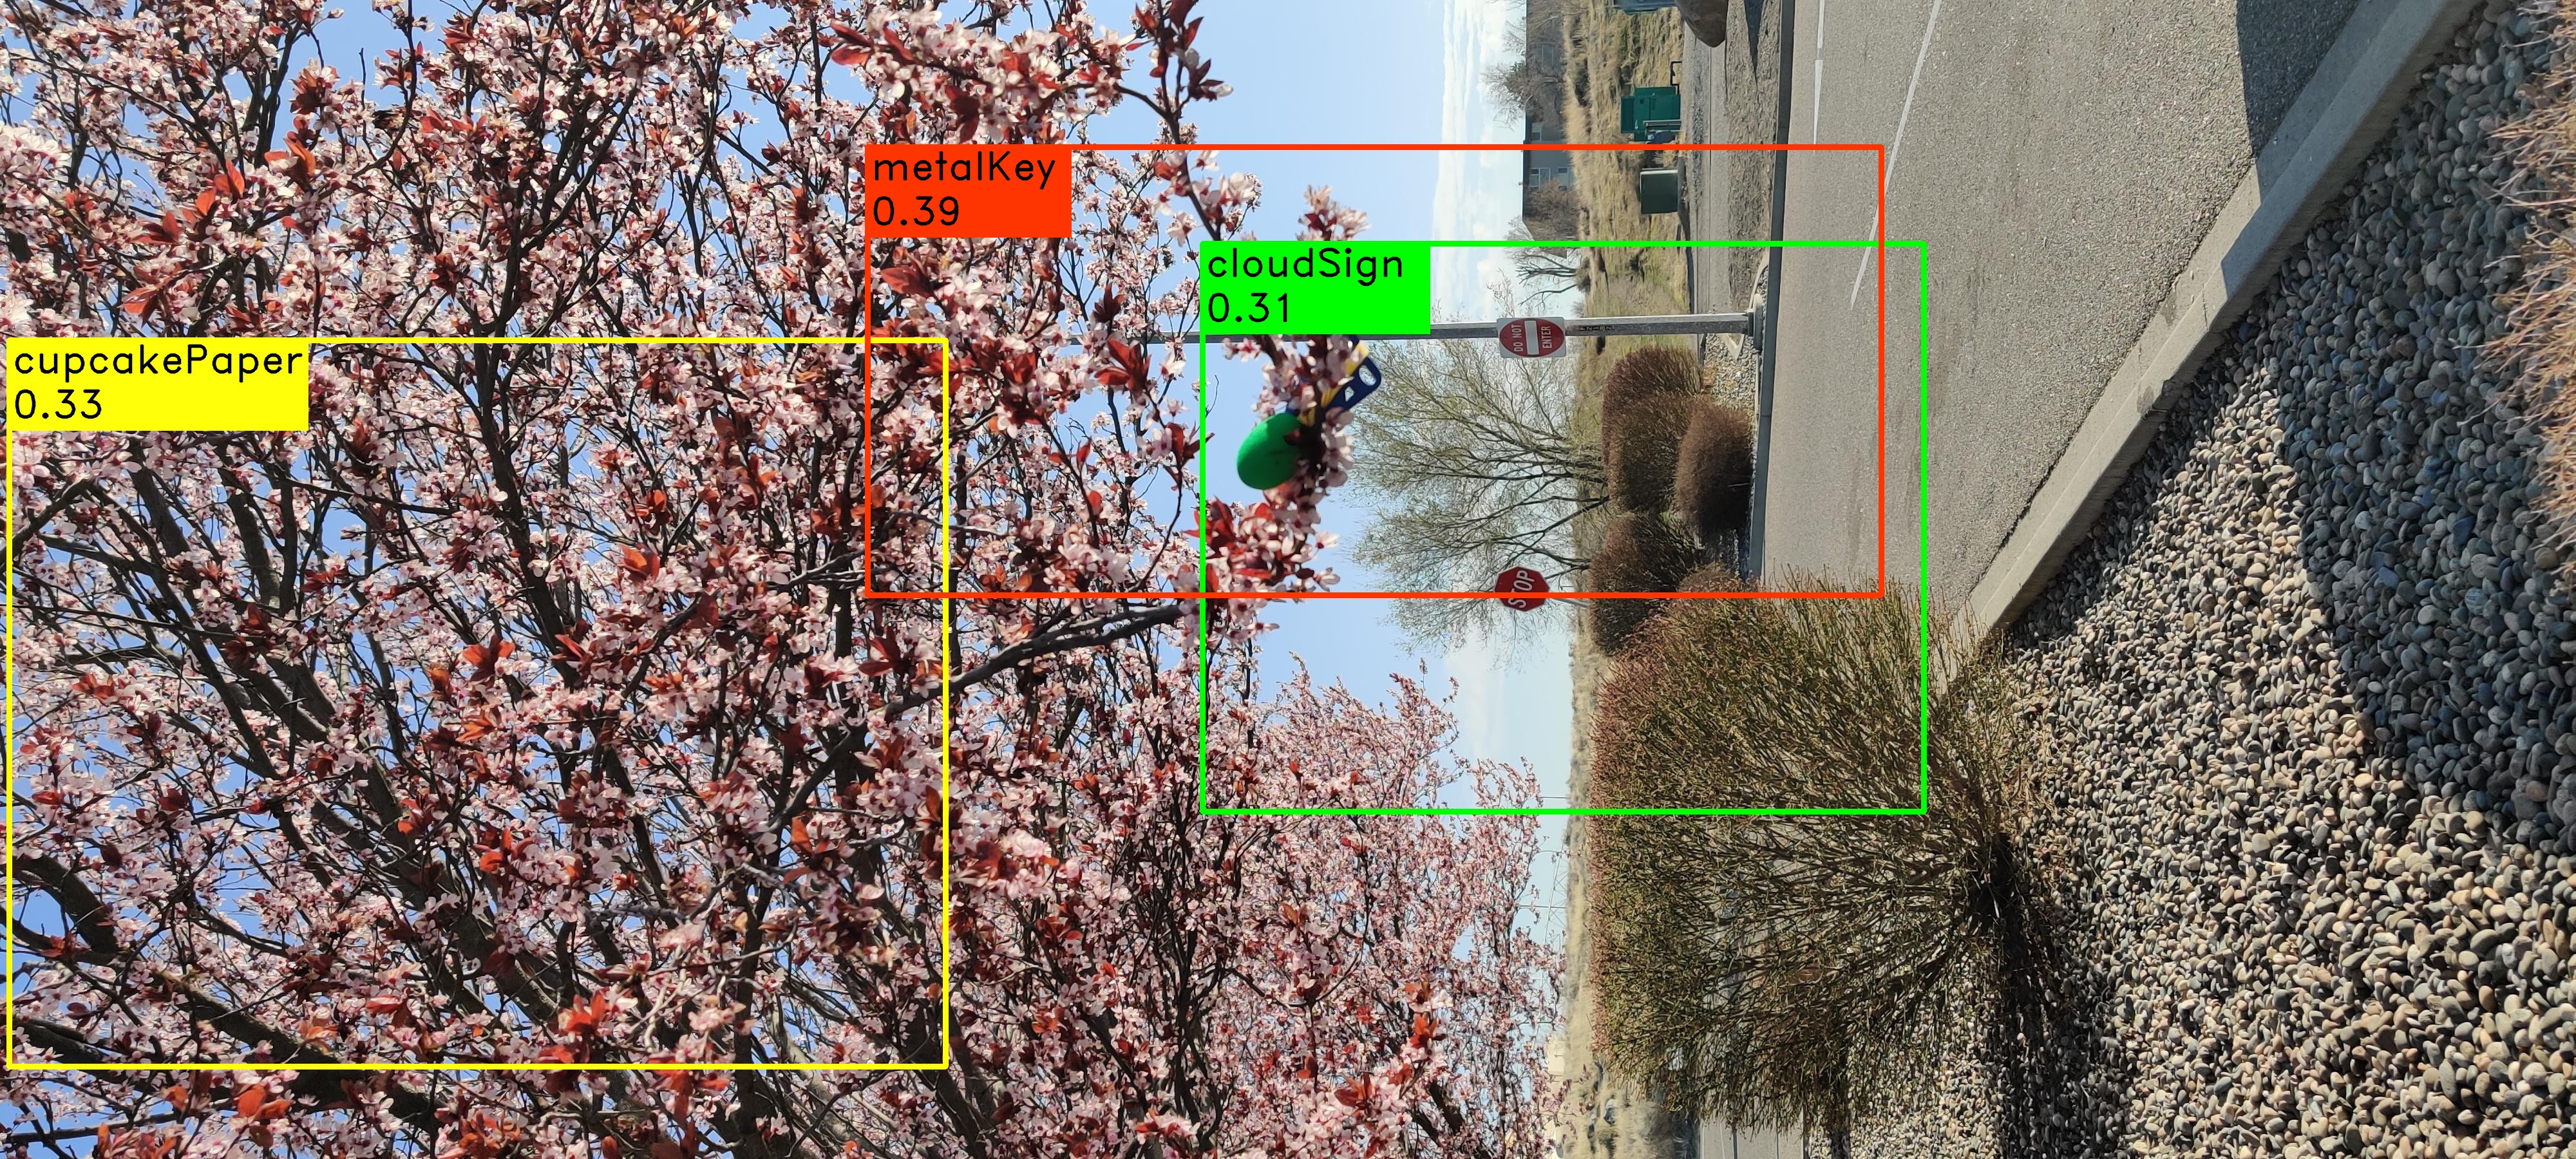 metalKey
0.39
cloudSign
0.31
cupcakePaper
0.33
DO NOT
ENTER
STOP